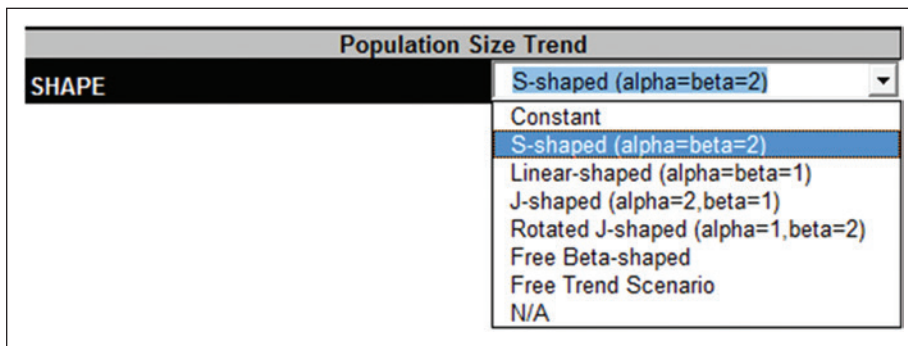 Population Size Trend
SHAPE S-shaped (alpha=beta=2)
Constant
S-shaped (alpha=beta=2)
Linear-shaped (alpha=beta=1)
J-shaped (alpha=2,beta=1)
Rotated J-shaped (alpha=1,beta=2)
Free Beta-shaped
Free Trend Scenario
N/A